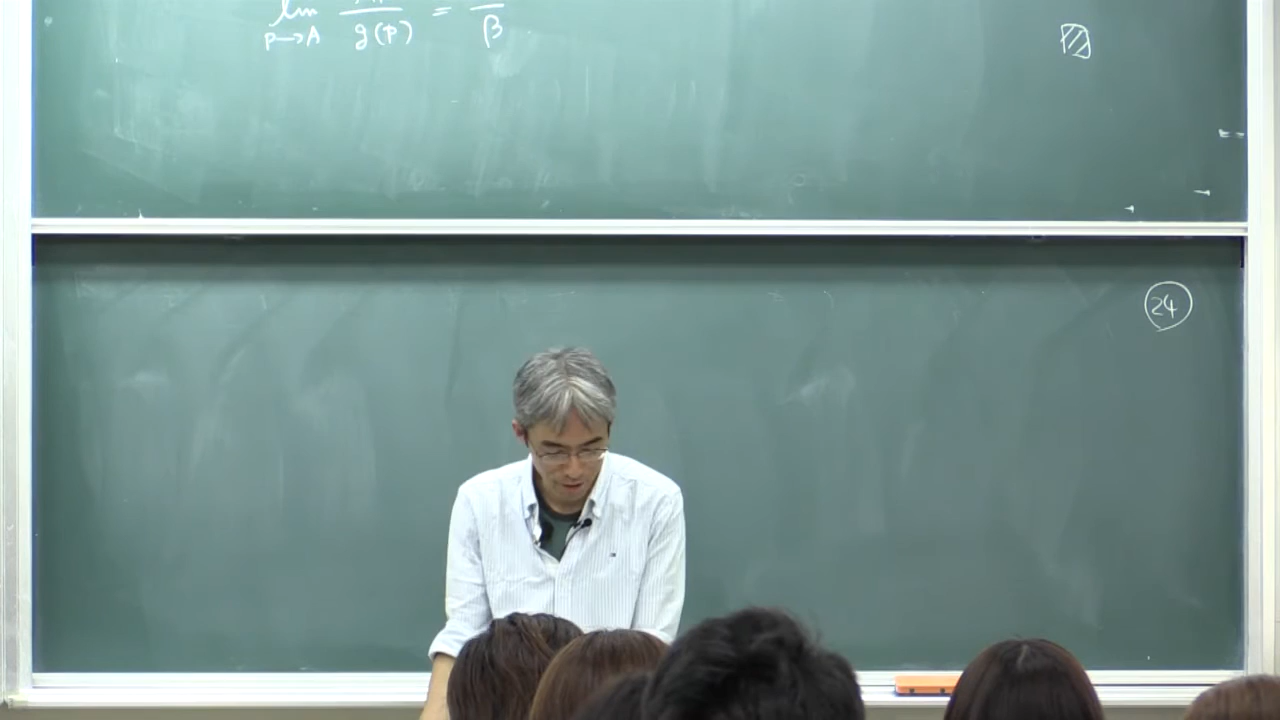 lim g(P) = β
P→A
24